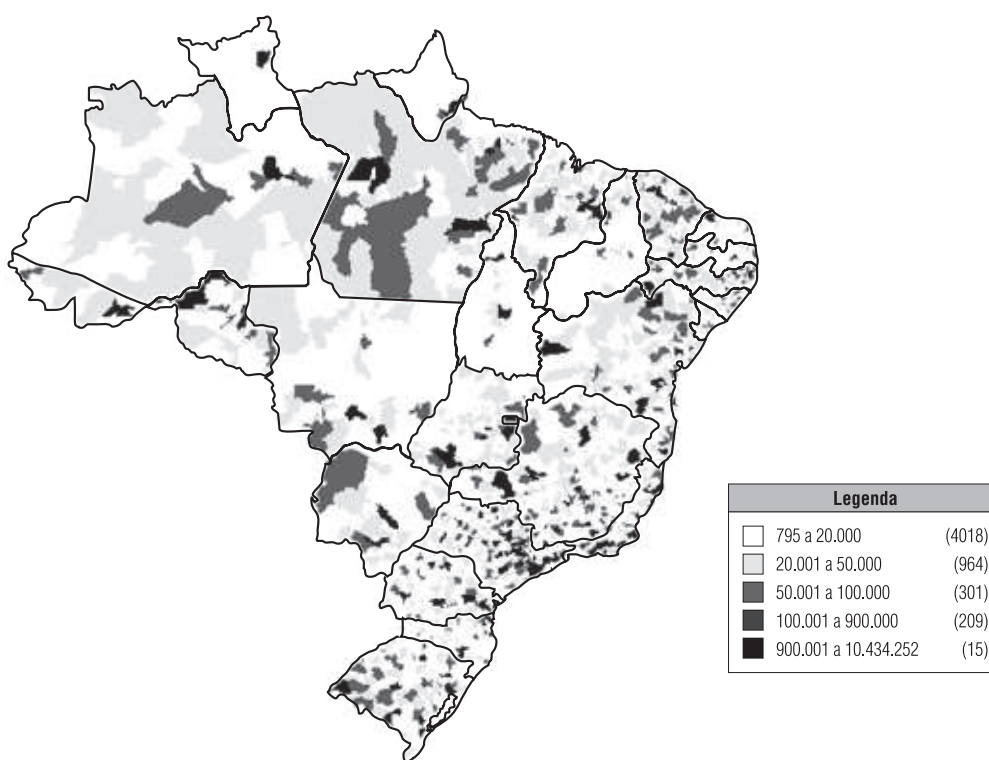 Legenda
795 a 20.000 (4018)
20.001 a 50.000 (964)
50.001 a 100.000 (301)
100.001 a 900.000 (209)
900.001 a 10.434.252 (15)